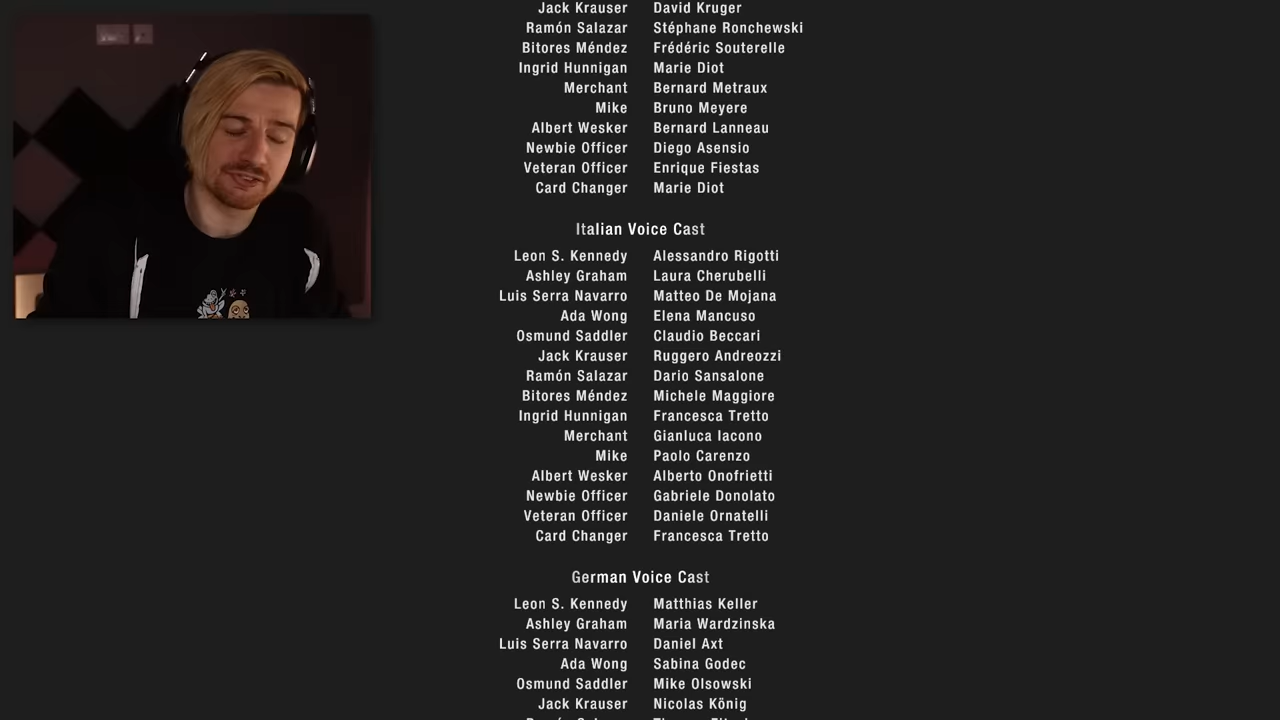 Jack Krauser David Kruger
Ramón Salazar Stéphane Ronchewski
Bitores Méndez Frédéric Souterelle
Ingrid Hunnigan Marie Diot
Merchant Bernard Metraux
Mike Bruno Meyere
Albert Wesker Bernard Lanneau
Newbie Officer Diego Asensio
Veteran Officer Enrique Fiestas
Card Changer Marie Diot
Italian Voice Cast
Leon S. Kennedy Alessandro Rigotti
Ashley Graham Laura Cherubelli
Luis Serra Navarro Matteo De Mojana
Ada Wong Elena Mancuso
Osmund Saddler Claudio Beccari
Jack Krauser Ruggero Andreozzi
Ramón Salazar Dario Sansalone
Bitores Méndez Michele Maggiore
Ingrid Hunnigan Francesca Tretto
Merchant Gianluca Iacono
Mike Paolo Carenzo
Albert Wesker Alberto Onofrietti
Newbie Officer Gabriele Donolato
Veteran Officer Daniele Ornatelli
Card Changer Francesca Tretto
German Voice Cast
Leon S. Kennedy Matthias Keller
Ashley Graham Maria Wardzinska
Luis Serra Navarro Daniel Axt
Ada Wong Sabina Godec
Osmund Saddler Mike Olsowski
Jack Krauser Nicolas König